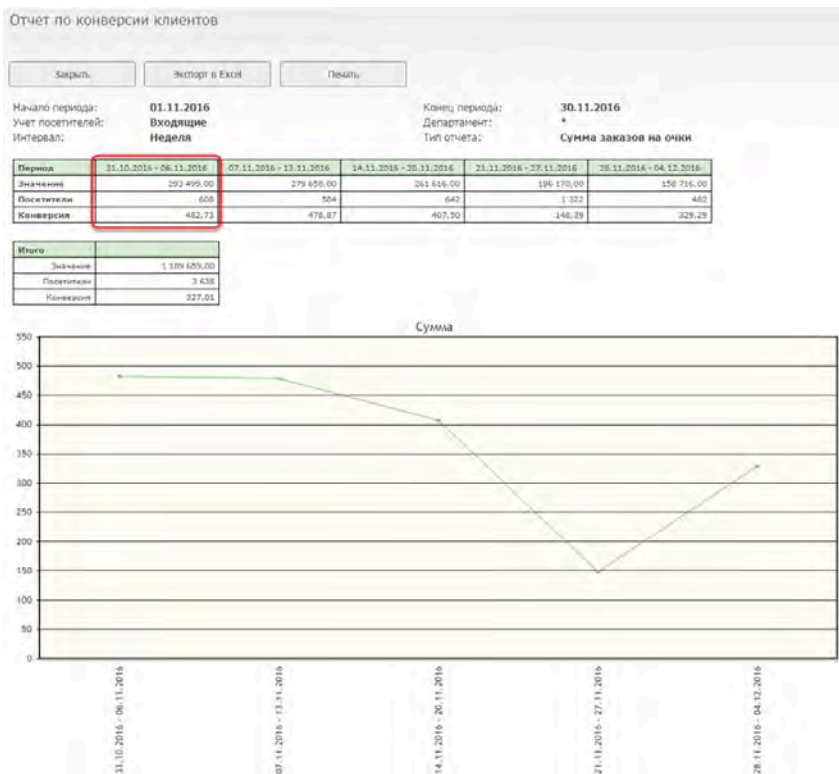 Отчет по конверсии клиентов
Закрыть Экспорт в Excel Печать
Начало периода: 01.11.2016 Конец периода: 30.11.2016
Учет посетителей: Входящие Департамент: *
Интервал: Неделя Тип отчета: Сумма заказов на очки
Период 31.10.2016 - 06.11.2016 07.11.2016 - 13.11.2016 14.11.2016 - 20.11.2016 21.11.2016 - 27.11.2016 28.11.2016 - 04.12.2016
Значение 293 499,00 279 658,00 261 616,00 196 170,00 158 716,00
Посетители 608 584 642 1 322 482
Конверсия 482,73 478,87 407,50 148,39 329,29
Итого
Значение 1 189 659,00
Посетители 3 638
Конверсия 327,01
Сумма
550
500
450
400
350
300
250
200
150
100
50
0
31.10.2016 - 06.11.2016
07.11.2016 - 13.11.2016
14.11.2016 - 20.11.2016
21.11.2016 - 27.11.2016
28.11.2016 - 04.12.2016